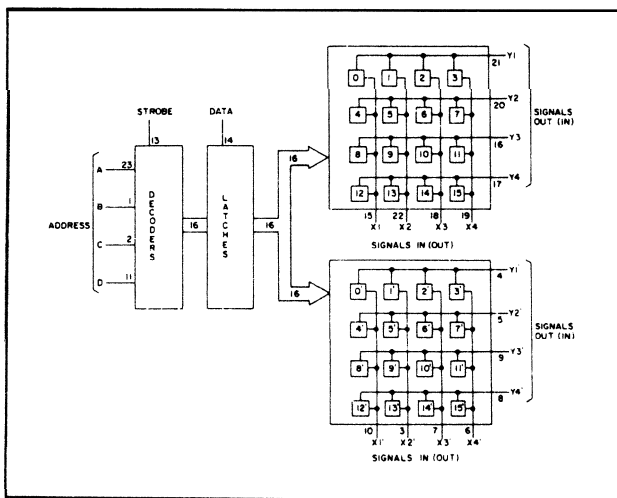 STROBE DATA
13 14
ADDRESS
A 23
B 1
C 2
D 11
DECODERS
16
LATCHES
16
16
16
0 1 2 3
21 Y1
4 5 6 7
20 Y2
8 9 10 11
16 Y3
12 13 14 15
17 Y4
SIGNALS
OUT (IN)
15 22 18 19
X1 X2 X3 X4
SIGNALS IN (OUT)
0' 1' 2' 3'
4 Y1'
4' 5' 6' 7'
5 Y2'
8' 9' 10' 11'
9 Y3'
12' 13' 14' 15'
8 Y4'
SIGNALS
OUT (IN)
10 3 7 6
X1' X2' X3' X4'
SIGNALS IN (OUT)